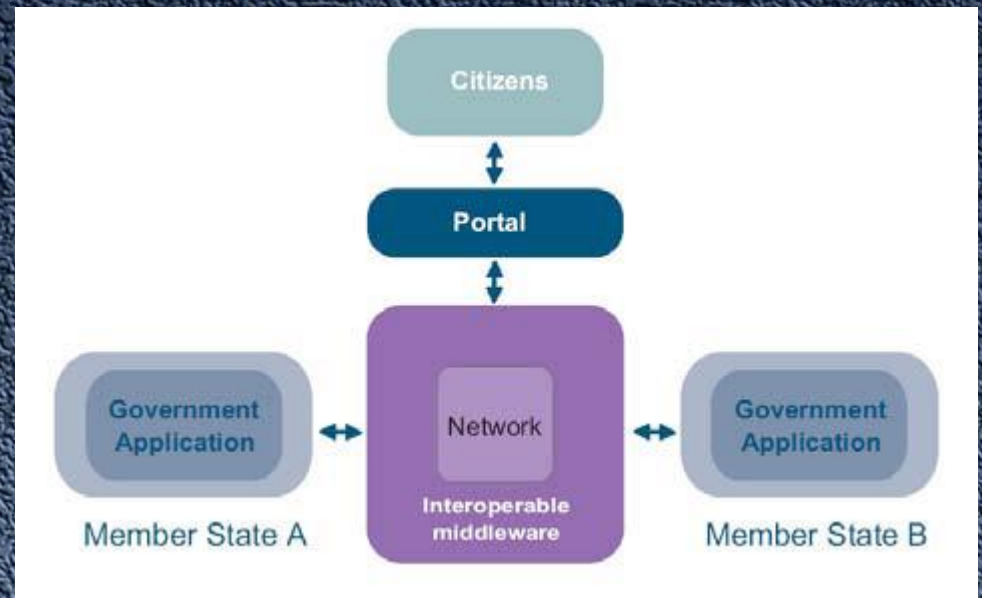 Citizens
Portal
Government
Application
Member State A
Network
Interoperable
middleware
Government
Application
Member State B